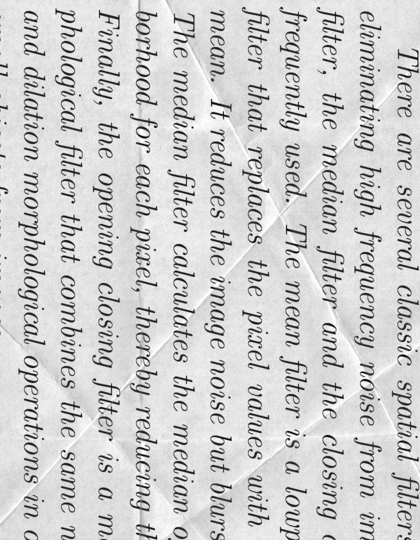 There are several classic spatial filters
eliminating high frequency noise from im
filter, the median filter and the closing
frequently used. The mean filter is a lowp
filter that replaces the pixel values with
mean. It reduces the image noise but blurs
The median filter calculates the median o
borhood for each pixel, thereby reducing th
Finally, the opening closing filter is a m
phological filter that combines the same n
and dilation morphological operations in